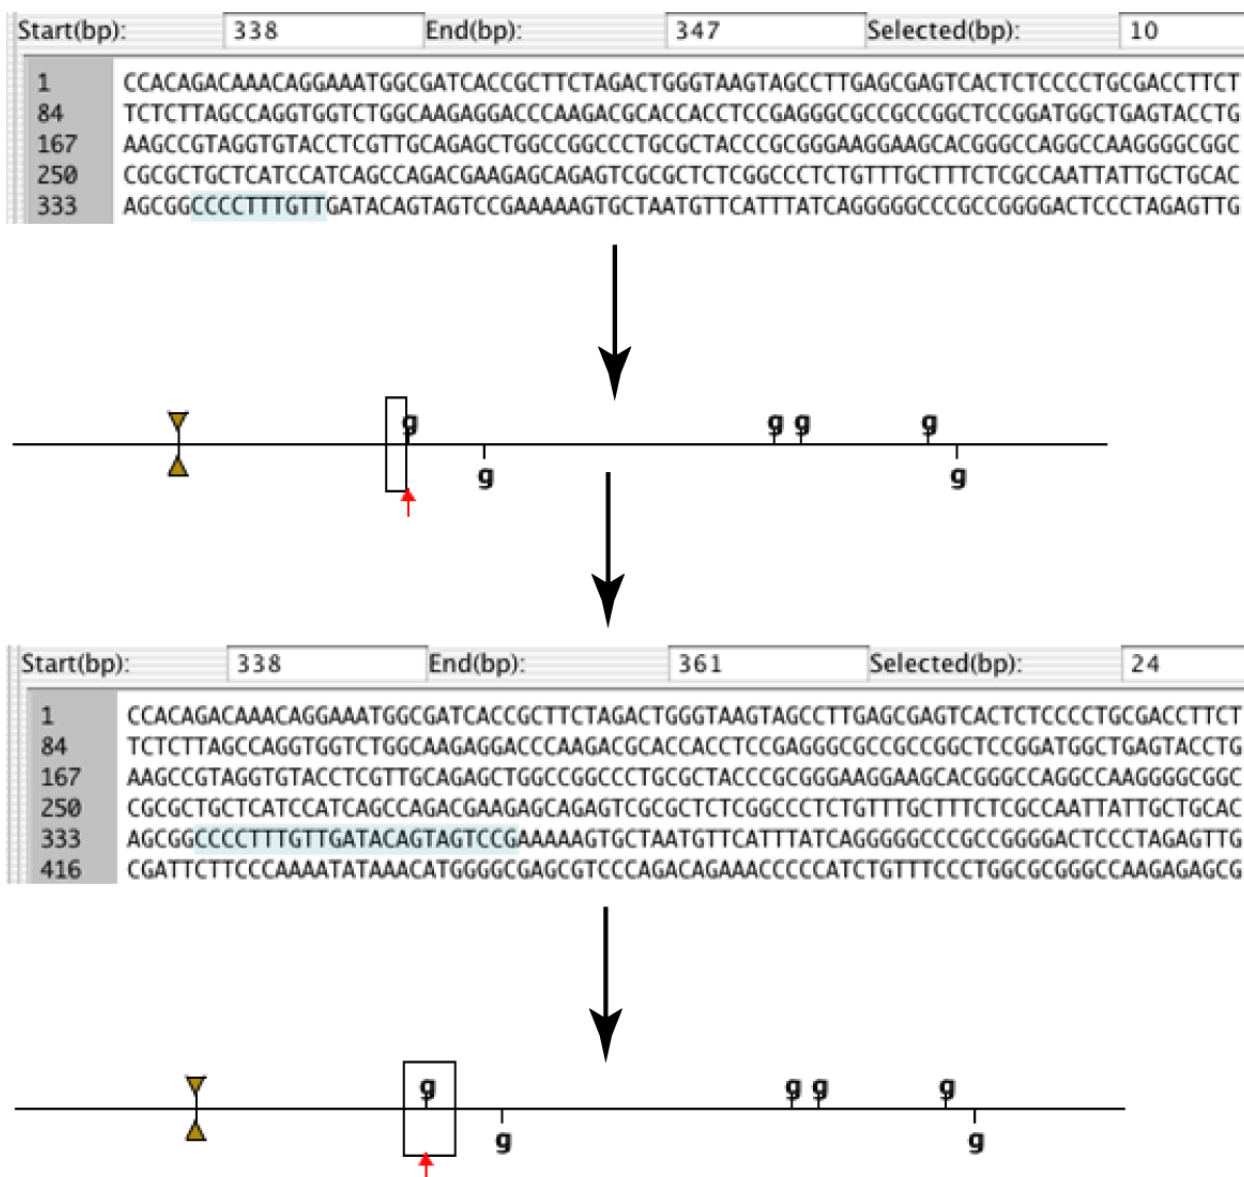 Start(bp): 338 End(bp): 347 Selected(bp): 10
1 CCACAGACAAACAGGAAATGGCGATCACCGCTTCTAGACTGGGTAAGTAGCCTTGAGCGAGTCACTCTCCCCTGCGACCTTCT
84 TCTCTTAGCCAGGTGGTCTGGCAAGAGGACCCAAGACGCACCACCTCCGAGGGCGCCGCCGGCTCCGGATGGCTGAGTACCTG
167 AAGCCGTAGGTGTACCTCGTTGCAGAGCTGGCCGGCCCTGCGCTACCCGCGGGAAGGAAGCACGGGCCAGGCCAAGGGGCGGC
250 CGCGCTGCTCATCCATCAGCCAGACGAAGAGCAGAGTCGCGCTCTCGGCCCTCTGTTTGCTTTCTCGCCAATTATTGCTGCAC
333 AGCGGCCCCTTTGTTGATACAGTAGTCCGAAAAAGTGCTAATGTTCATTTATCAGGGGGCCCGCCGGGGACTCCCTAGAGTTG
g g g g
g g
Start(bp): 338 End(bp): 361 Selected(bp): 24
1 CCACAGACAAACAGGAAATGGCGATCACCGCTTCTAGACTGGGTAAGTAGCCTTGAGCGAGTCACTCTCCCCTGCGACCTTCT
84 TCTCTTAGCCAGGTGGTCTGGCAAGAGGACCCAAGACGCACCACCTCCGAGGGCGCCGCCGGCTCCGGATGGCTGAGTACCTG
167 AAGCCGTAGGTGTACCTCGTTGCAGAGCTGGCCGGCCCTGCGCTACCCGCGGGAAGGAAGCACGGGCCAGGCCAAGGGGCGGC
250 CGCGCTGCTCATCCATCAGCCAGACGAAGAGCAGAGTCGCGCTCTCGGCCCTCTGTTTGCTTTCTCGCCAATTATTGCTGCAC
333 AGCGGCCCCTTTGTTGATACAGTAGTCCGAAAAAGTGCTAATGTTCATTTATCAGGGGGCCCGCCGGGGACTCCCTAGAGTTG
416 CGATTCTTCCCAAAATATAAACATGGGGCGAGCGTCCCAGACAGAAACCCCCATCTGTTTCCCTGGCGCGGGCCAAGAGAGCG
g g g g
g g